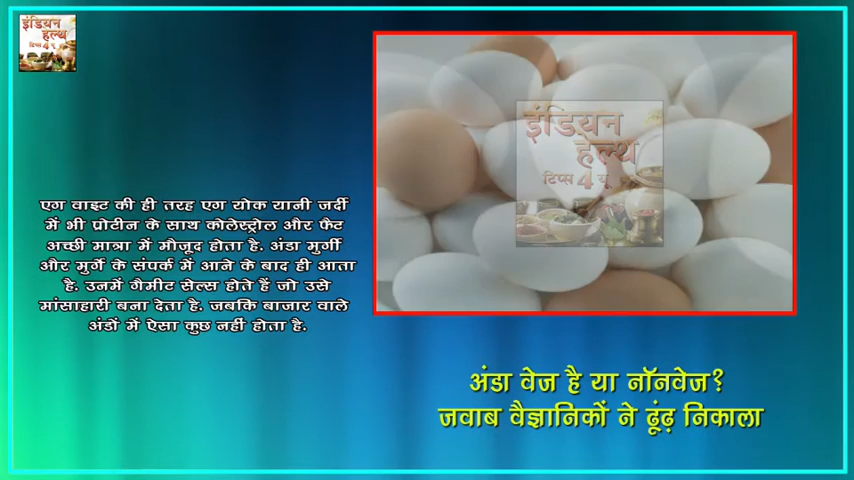 इंडियन
हेल्थ
टिप्स 4 यू
इंडियन
हेल्थ
टिप्स 4 यू
एग वाइट की ही तरह एग योक यानी जर्दी
में भी प्रोटीन के साथ कोलेस्ट्रोल और फैट
अच्छी मात्रा में मौजूद होता है. अंडा मुर्गी
और मुर्गे के संपर्क में आने के बाद ही आता
है. उनमें गैमीट सेल्स होते हैं जो उसे
मांसाहारी बना देता है. जबकि बाजार वाले
अंडों में ऐसा कुछ नहीं होता है.
अंडा वेज है या नॉनवेज?
जवाब वैज्ञानिकों ने ढूंढ़ निकाला